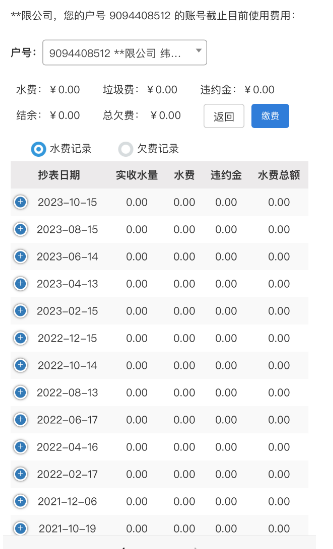 **限公司，您的户号 9094408512 的账号截止目前使用费用：
户号： 9094408512 **限公司 纬...
水费： ￥0.00 垃圾费： ￥0.00 违约金： ￥0.00
结余： ￥0.00 总欠费： ￥0.00 返回 缴费
水费记录 欠费记录
抄表日期 实收水量 水费 违约金 水费总额
2023-10-15 0.00 0.00 0.00 0.00
2023-08-15 0.00 0.00 0.00 0.00
2023-06-14 0.00 0.00 0.00 0.00
2023-04-13 0.00 0.00 0.00 0.00
2023-02-15 0.00 0.00 0.00 0.00
2022-12-15 0.00 0.00 0.00 0.00
2022-10-14 0.00 0.00 0.00 0.00
2022-08-13 0.00 0.00 0.00 0.00
2022-06-17 0.00 0.00 0.00 0.00
2022-04-16 0.00 0.00 0.00 0.00
2022-02-17 0.00 0.00 0.00 0.00
2021-12-06 0.00 0.00 0.00 0.00
2021-10-19 0.00 0.00 0.00 0.00